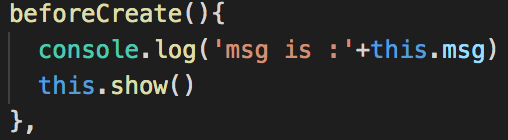 beforeCreate(){
  console.log('msg is :'+this.msg)
  this.show()
},